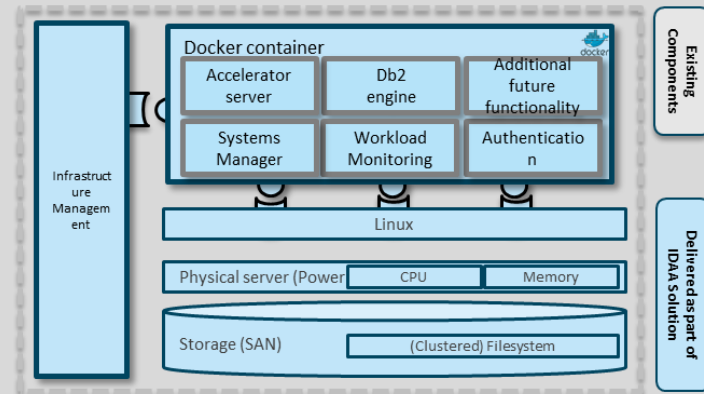 Docker container
docker
Accelerator
server
Db2
engine
Additional
future
functionality
Systems
Manager
Workload
Monitoring
Authenticatio
n
Infrastruct
ure
Managem
ent
Linux
Physical server (Power
CPU
Memory
Storage (SAN)
(Clustered) Filesystem
Existing
Components
Delivered as part of
IDAA Solution